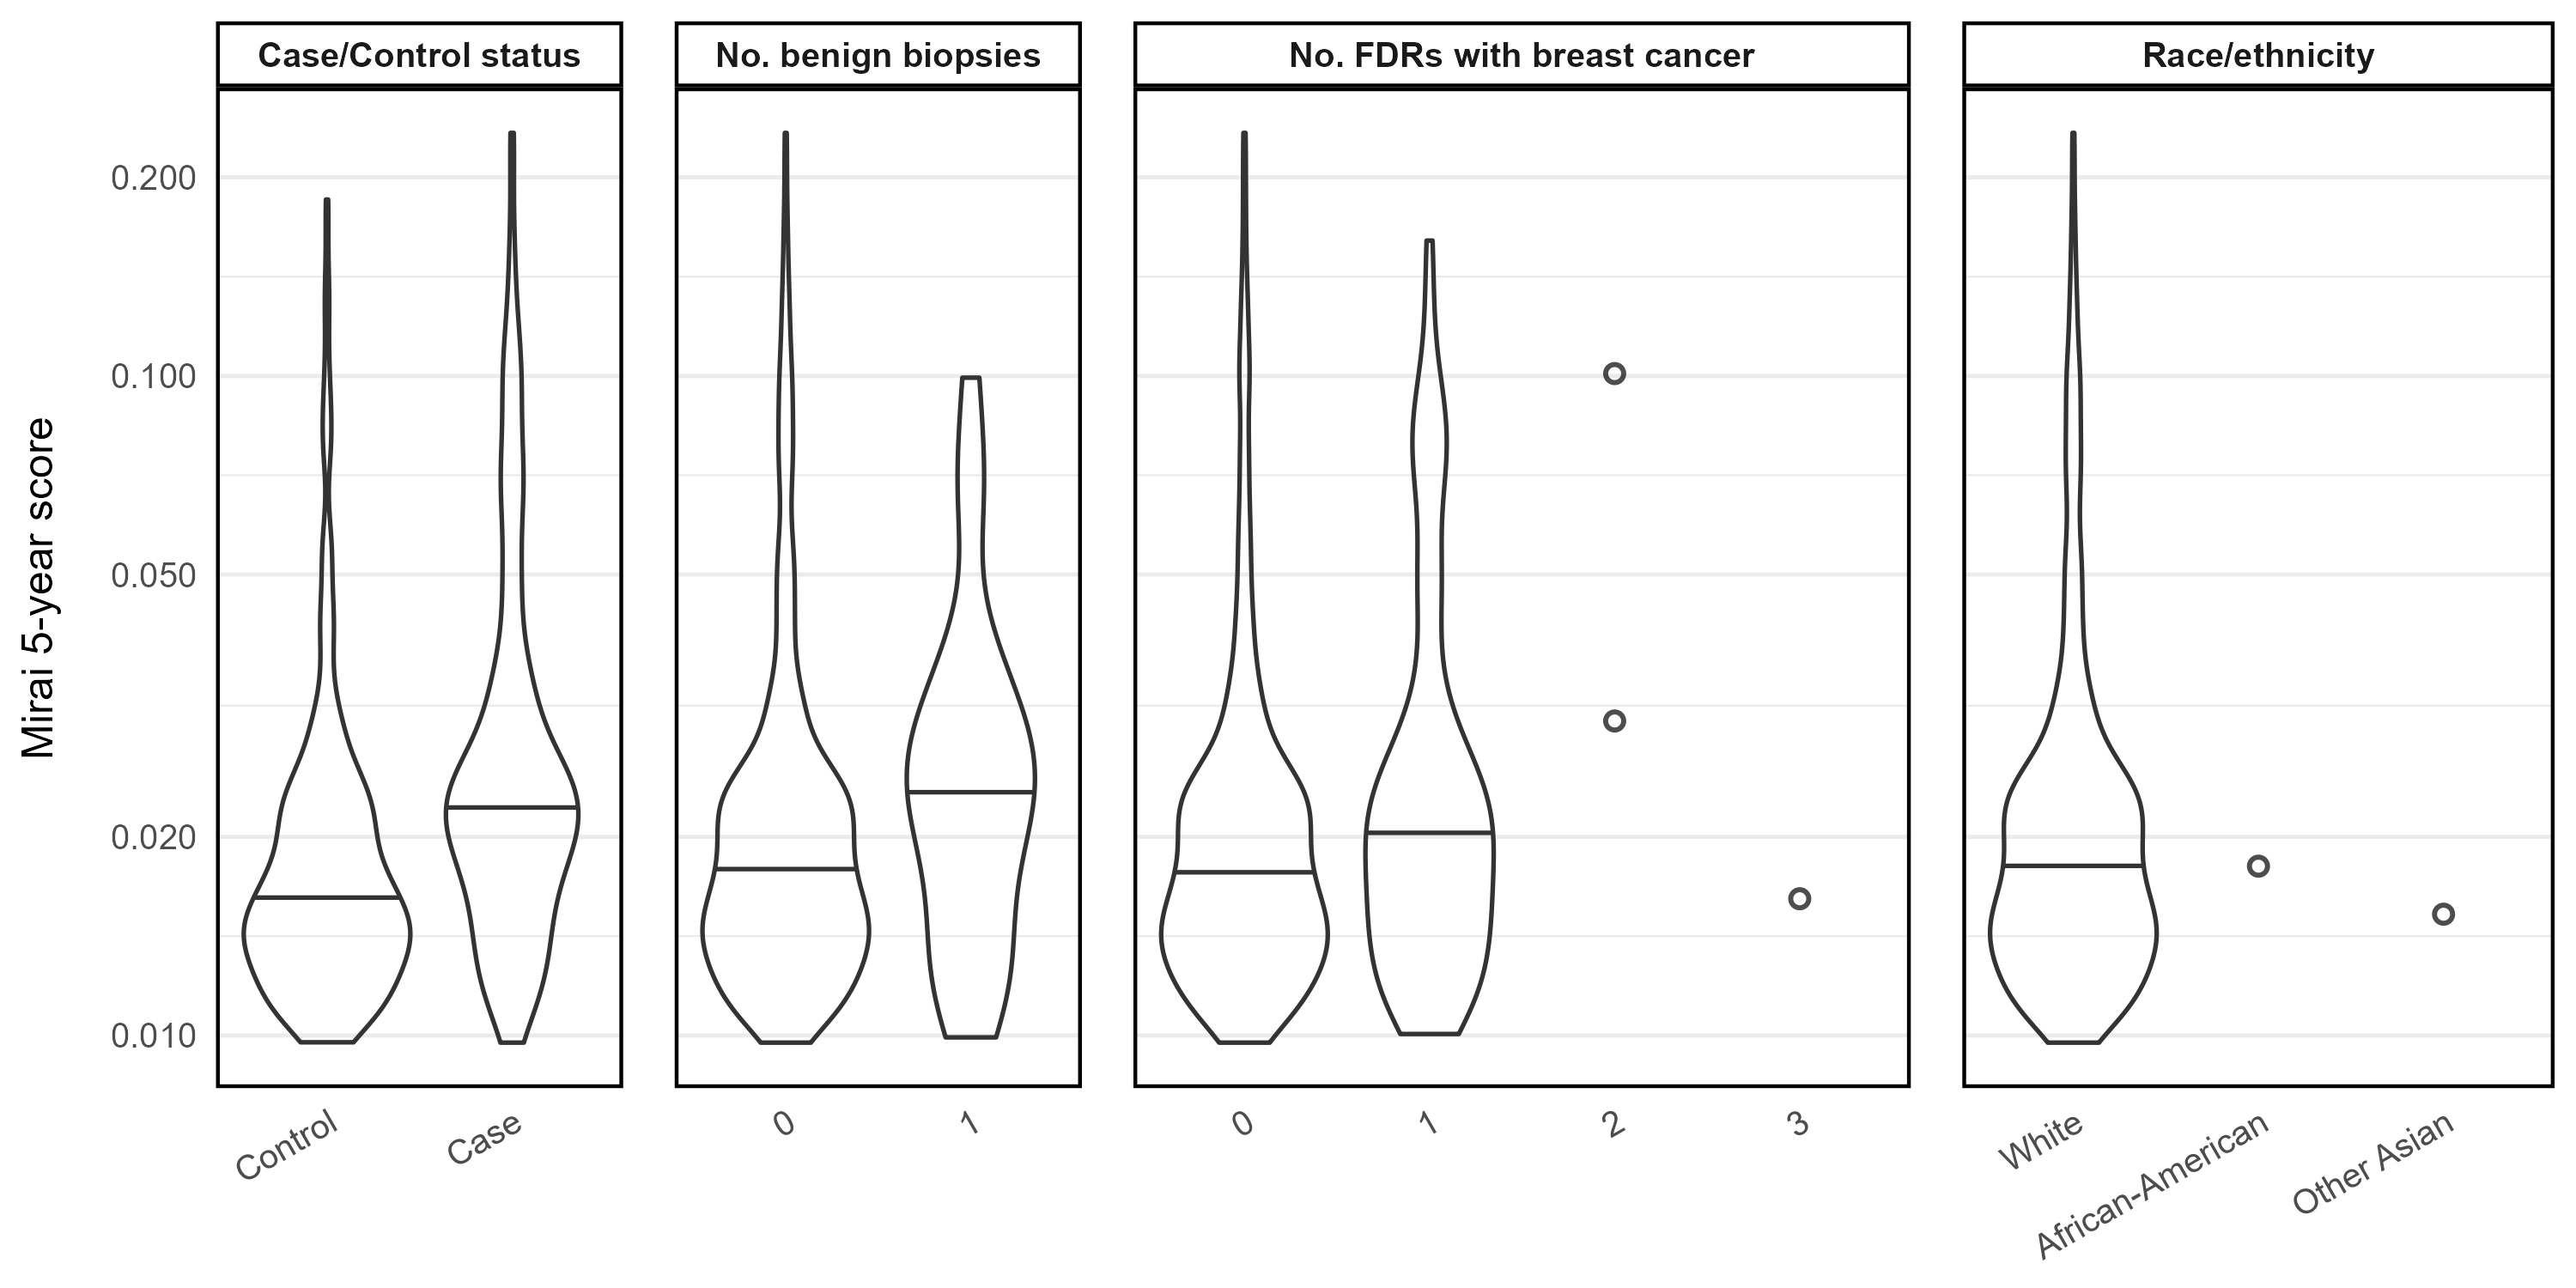 Case/Control status
No. benign biopsies
No. FDRs with breast cancer
Race/ethnicity
Mirai 5-year score
0.200
0.100
0.050
0.020
0.010
Control
Case
0
1
0
1
2
3
White
African-American
Other Asian